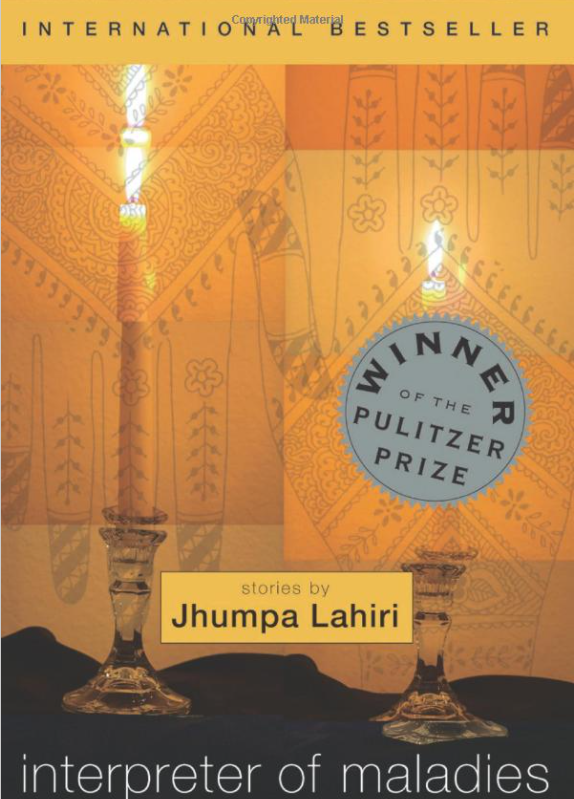 Copyrighted Material
INTERNATIONAL BESTSELLER
WINNER
OF THE
PULITZER
PRIZE
stories by
Jhumpa Lahiri
interpreter of maladies